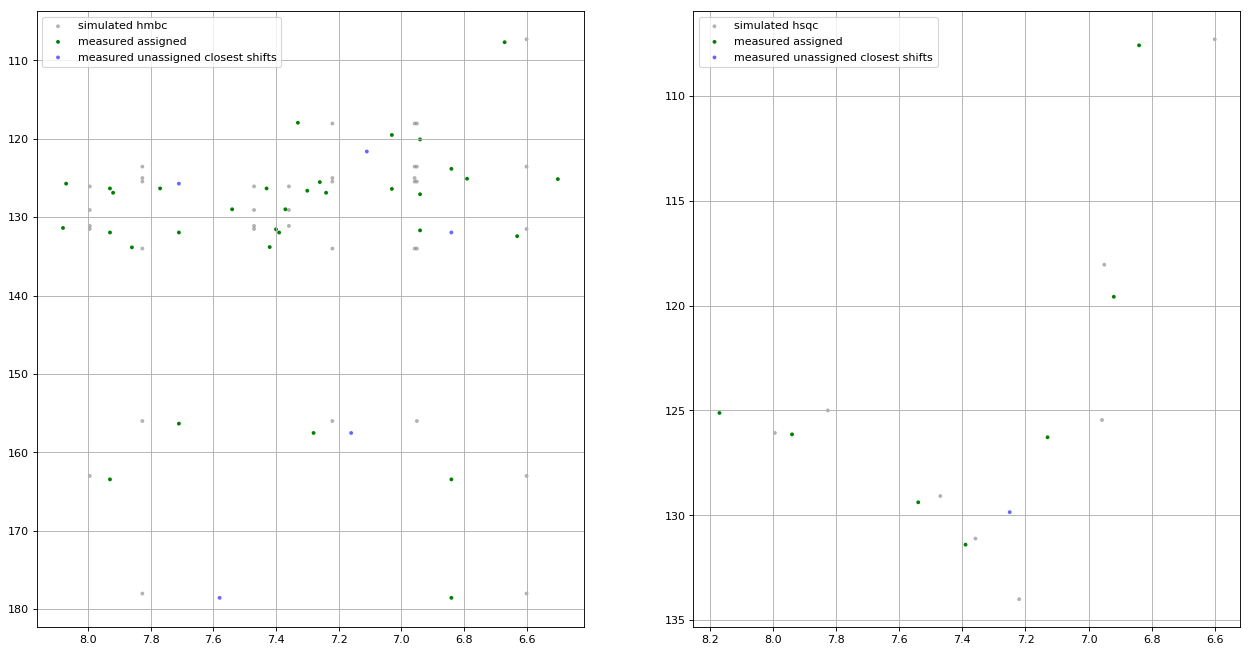 simulated hmbc
measured assigned
measured unassigned closest shifts
110
120
130
140
150
160
170
180
8.0 7.8 7.6 7.4 7.2 7.0 6.8 6.6
simulated hsqc
measured assigned
measured unassigned closest shifts
110
115
120
125
130
135
8.2 8.0 7.8 7.6 7.4 7.2 7.0 6.8 6.6